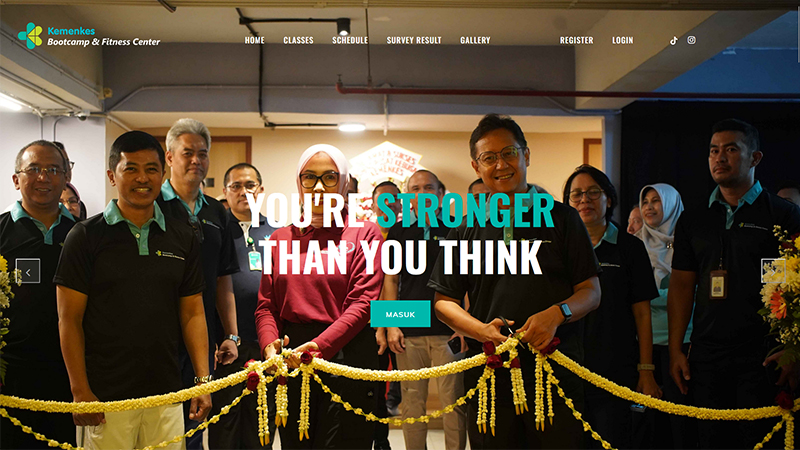 Kemenkes
Bootcamp & Fitness Center
HOME
CLASSES
SCHEDULE
SURVEY RESULT
GALLERY
REGISTER
LOGIN
YOU'RE STRONGER
THAN YOU THINK
MASUK